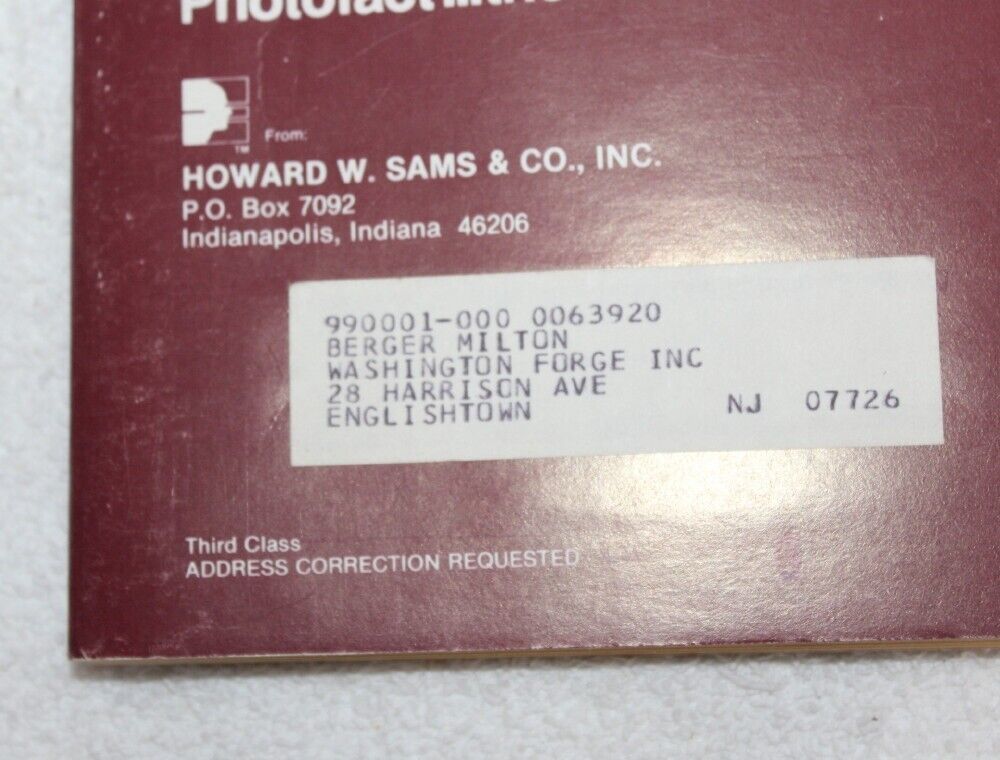 From:
TM
HOWARD W. SAMS & CO., INC.
P.O. Box 7092
Indianapolis, Indiana 46206
990001-000 0063920
BERGER MILTON
WASHINGTON FORGE INC
28 HARRISON AVE
ENGLISHTOWN NJ 07726
Third Class
ADDRESS CORRECTION REQUESTED